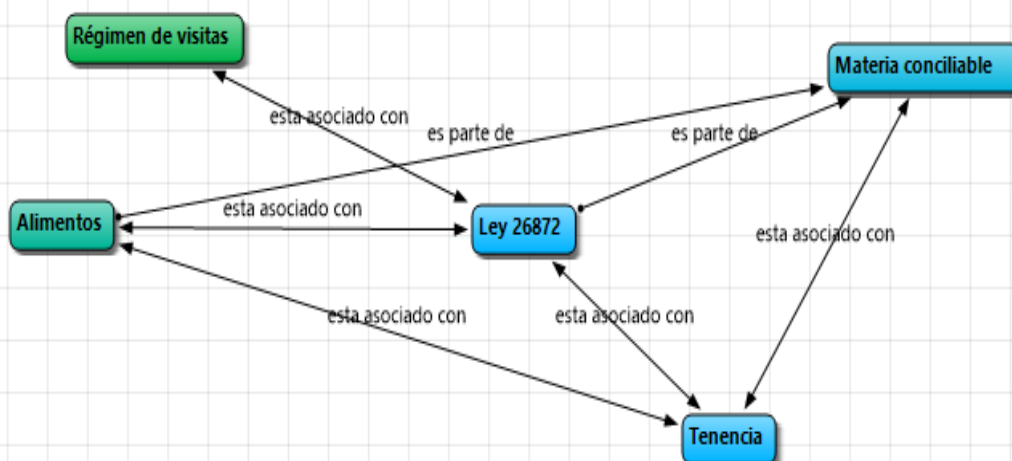 Régimen de visitas
Materia conciliable
esta asociado con
es parte de
es parte de
Alimentos
esta asociado con
Ley 26872
esta asociado con
esta asociado con
esta asociado con
Tenencia